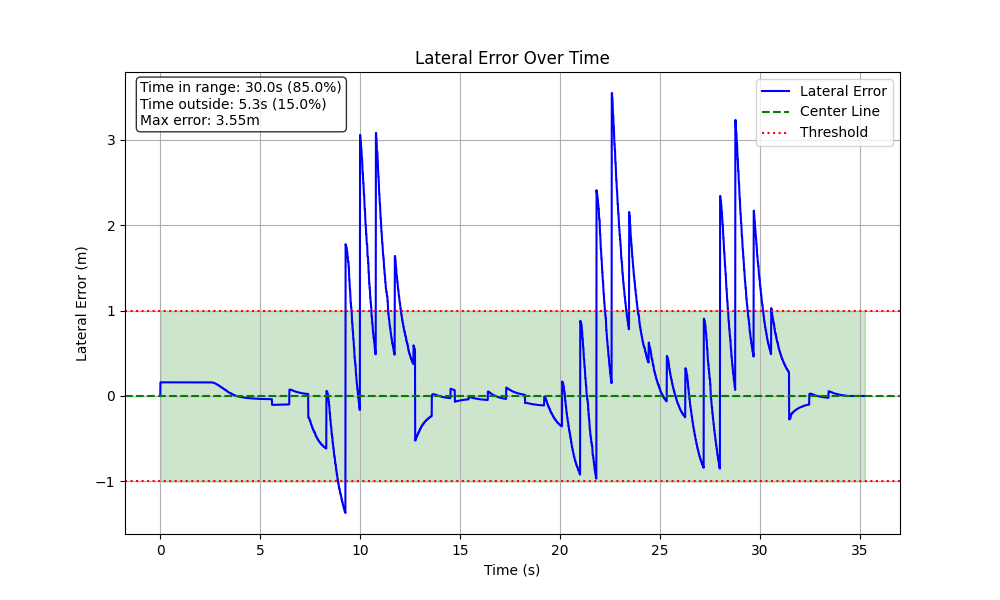 Lateral Error Over Time
Time in range: 30.0s (85.0%)
Time outside: 5.3s (15.0%)
Max error: 3.55m
Lateral Error
Center Line
Threshold
Lateral Error (m)
3
2
1
0
−1
0 5 10 15 20 25 30 35
Time (s)